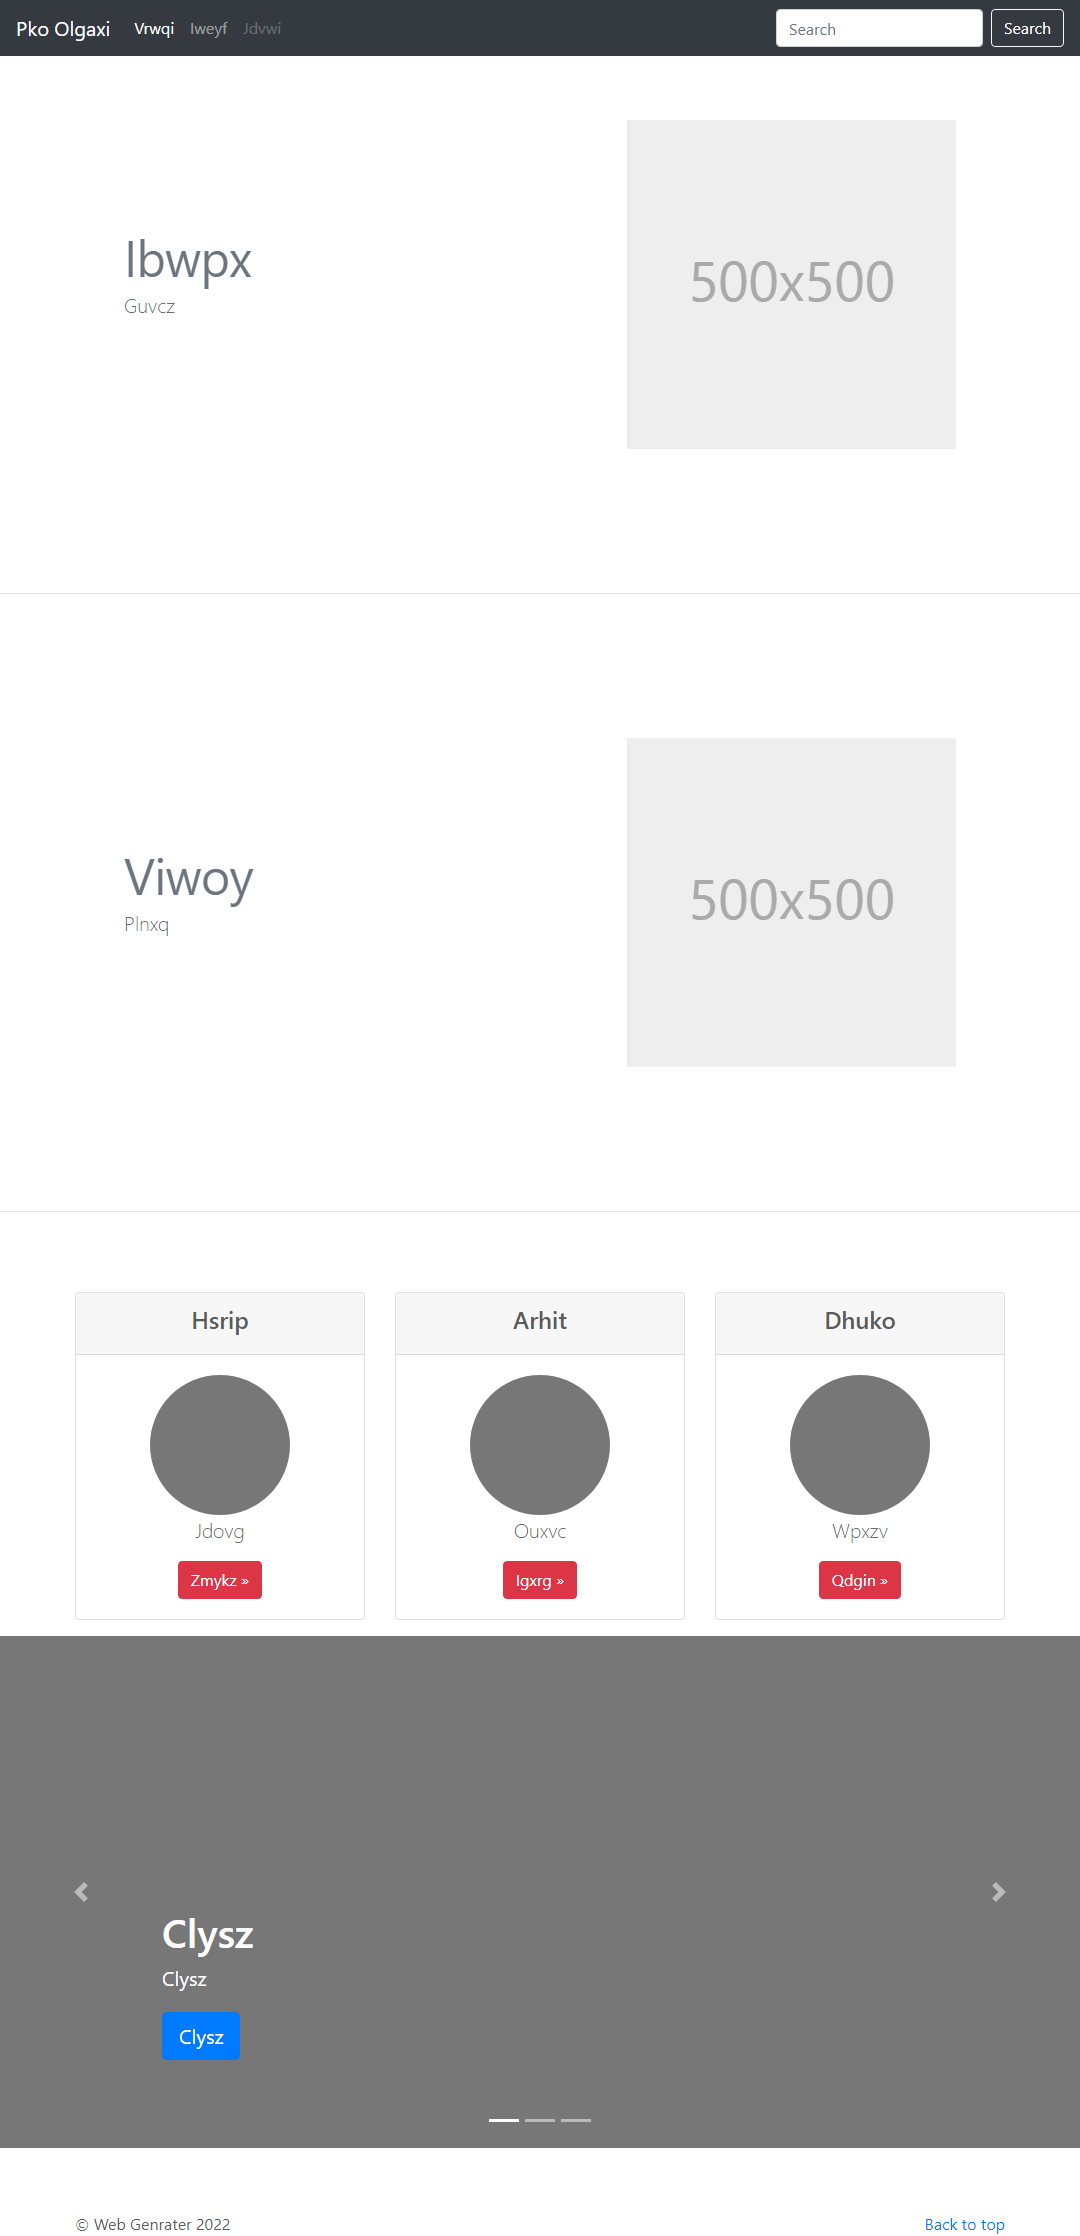 Pko Olgaxi Vrwqi Iweyf Jdvwi Search Search
Ibwpx
Guvcz
500x500
Viwoy
Plnxq
500x500
Hsrip
Jdovg
Zmykz »
Arhit
Ouxvc
Igxrg »
Dhuko
Wpxzv
Qdgin »
Clysz
Clysz
Clysz
© Web Genrater 2022 Back to top